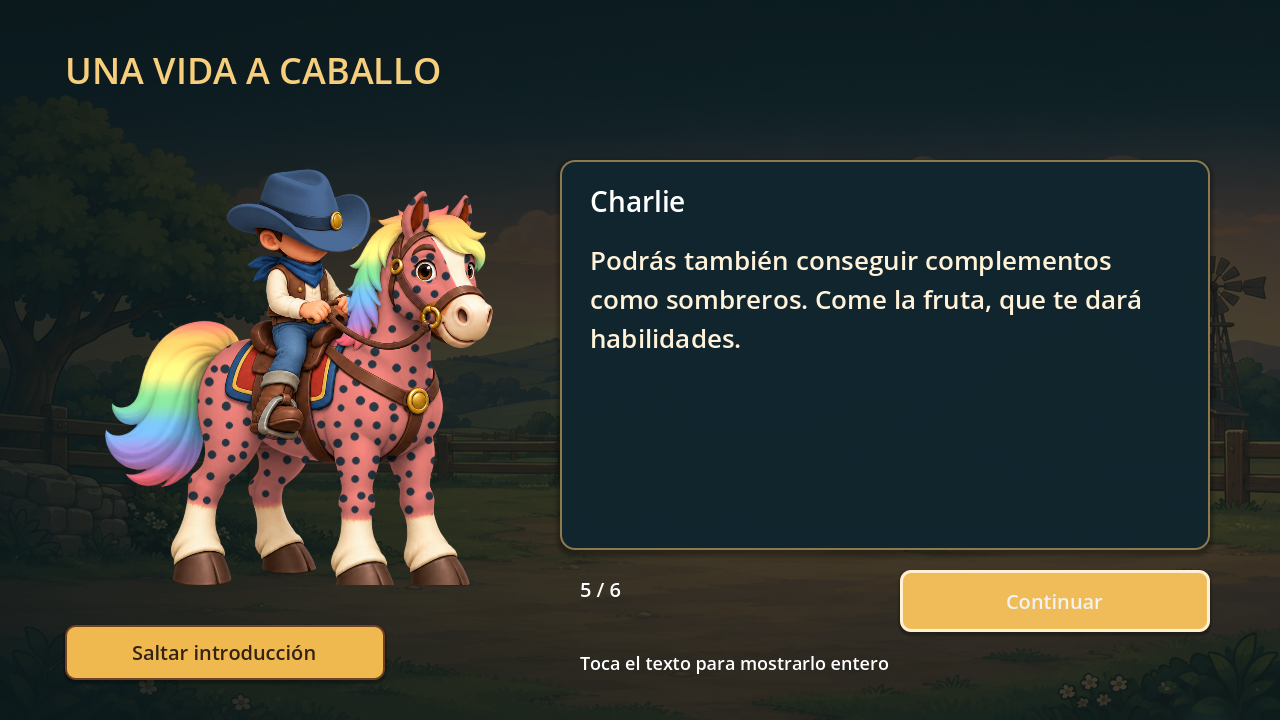 UNA VIDA A CABALLO
Charlie
Podrás también conseguir complementos
como sombreros. Come la fruta, que te dará
habilidades.
5 / 6
Continuar
Saltar introducción
Toca el texto para mostrarlo entero